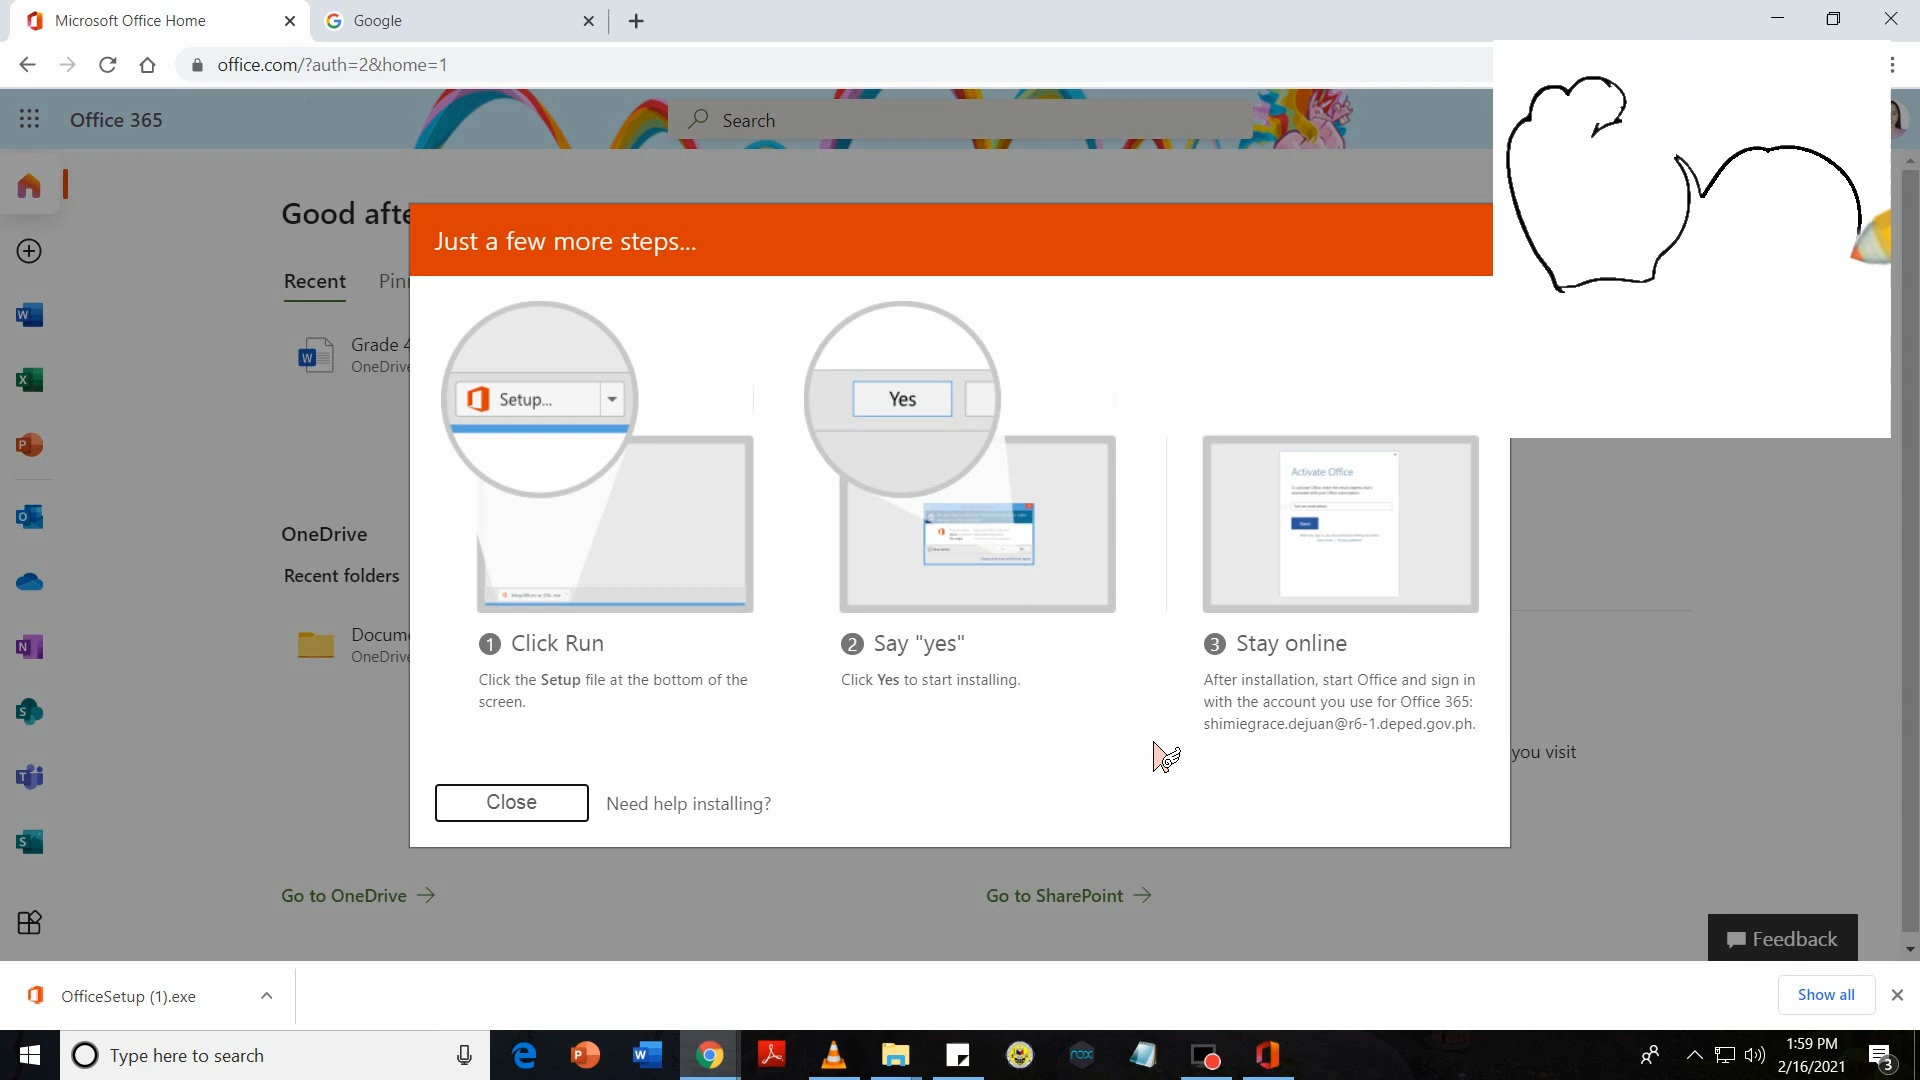 Microsoft Office Home
Google
office.com/?auth=2&home=1
Office 365
Search
Good afte
Just a few more steps...
Recent
Pin
Grade 4
OneDrive
Setup...
Yes
Activate Office
OneDrive
Recent folders
Docume
OneDrive
1 Click Run
Click the Setup file at the bottom of the
screen.
2 Say "yes"
Click Yes to start installing.
3 Stay online
After installation, start Office and sign in
with the account you use for Office 365:
shimiegrace.dejuan@r6-1.deped.gov.ph.
you visit
Close
Need help installing?
Go to OneDrive →
Go to SharePoint →
Feedback
OfficeSetup (1).exe
Show all
Type here to search
nox
1:59 PM
2/16/2021
3